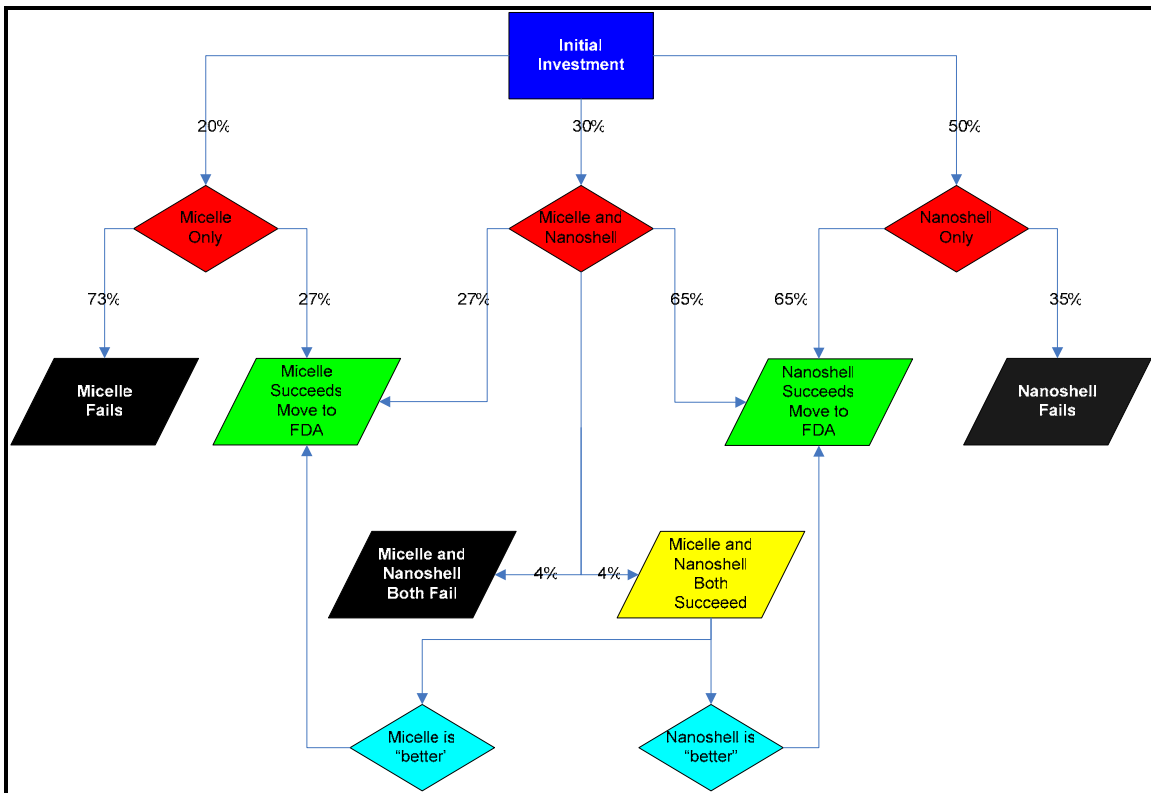 Initial
Investment
20%
30%
50%
Micelle
Only
Micelle and
Nanoshell
Nanoshell
Only
73%
27%
27%
65%
65%
35%
Micelle
Fails
Micelle
Succeeds
Move to
FDA
Nanoshell
Succeeds
Move to
FDA
Nanoshell
Fails
Micelle and
Nanoshell
Both Fail
4%
4%
Micelle and
Nanoshell
Both
Succeeed
Micelle is
“better’
Nanoshell is
“better”